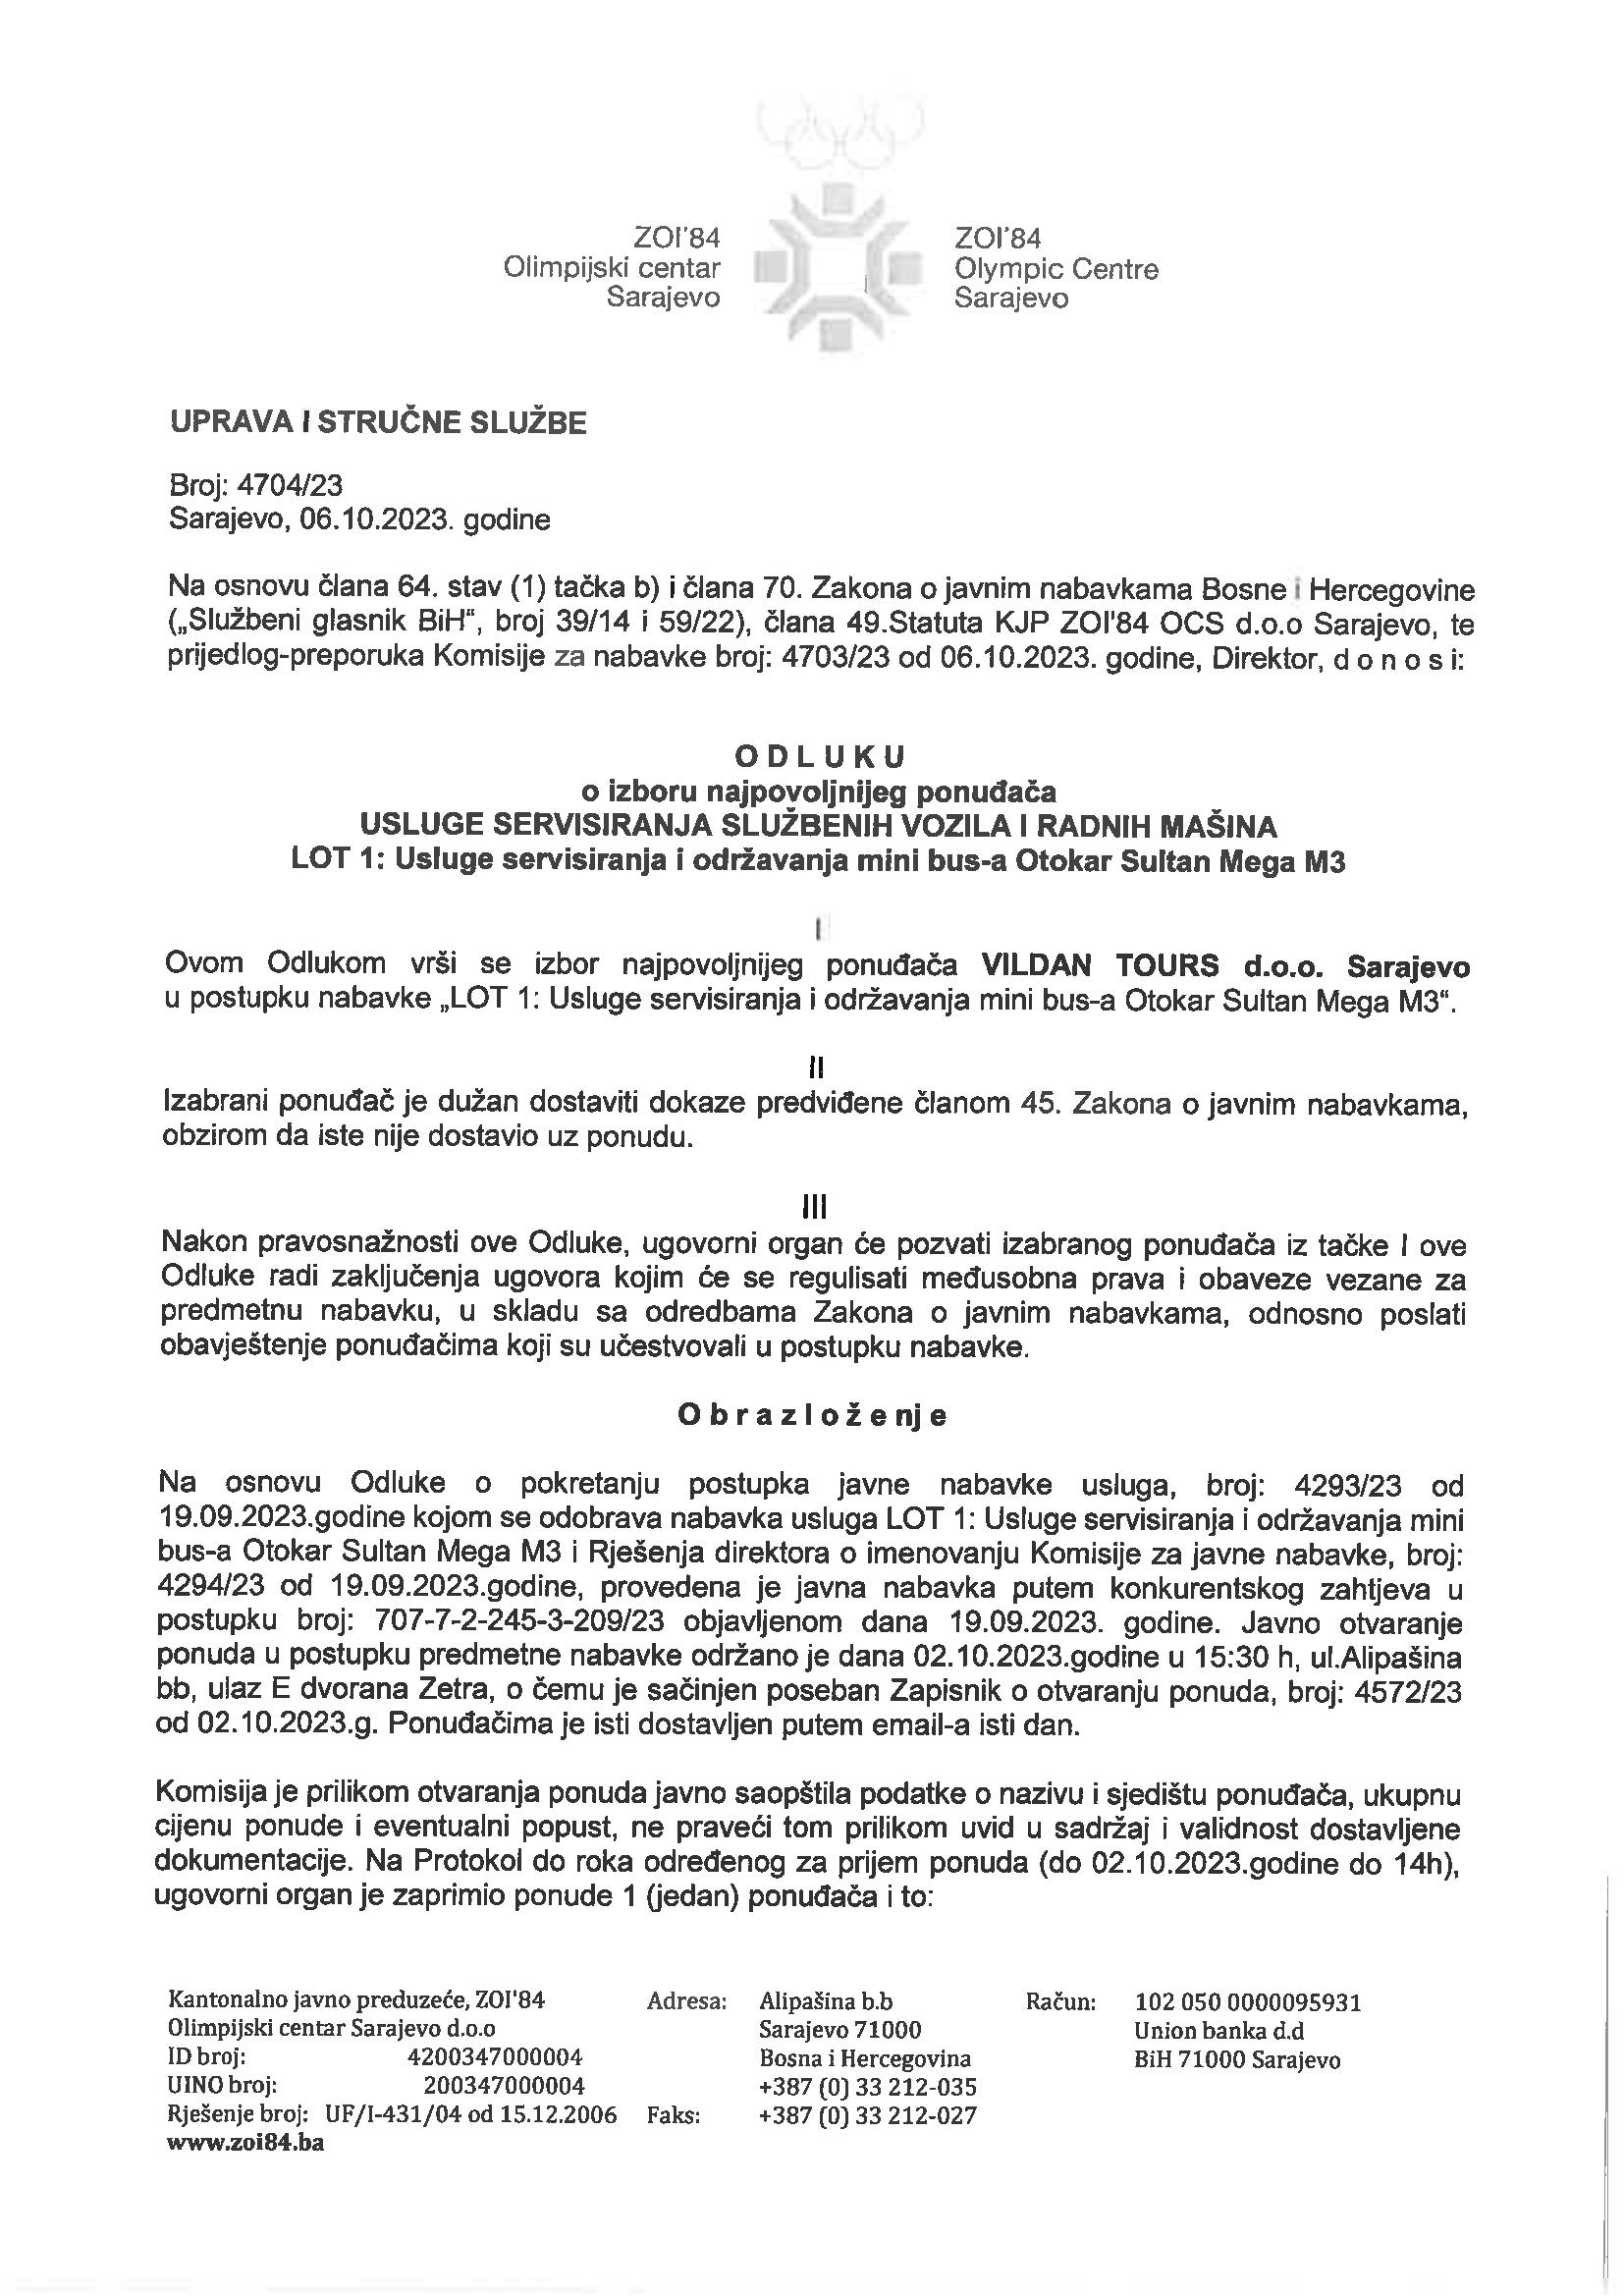 ZOI'84
Olimpijski centar
Sarajevo
ZOI'84
Olympic Centre
Sarajevo
UPRAVA I STRUČNE SLUŽBE
Broj: 4704/23
Sarajevo, 06.10.2023. godine
Na osnovu člana 64. stav (1) tačka b) i člana 70. Zakona o javnim nabavkama Bosne i Hercegovine
(„Službeni glasnik BiH“, broj 39/14 i 59/22), člana 49.Statuta KJP ZOI'84 OCS d.o.o Sarajevo, te
prijedlog-preporuka Komisije za nabavke broj: 4703/23 od 06.10.2023. godine, Direktor, d o n o s i:
O D L U K U
o izboru najpovoljnijeg ponuđača
USLUGE SERVISIRANJA SLUŽBENIH VOZILA I RADNIH MAŠINA
LOT 1: Usluge servisiranja i održavanja mini bus-a Otokar Sultan Mega M3
I
Ovom Odlukom vrši se izbor najpovoljnijeg ponuđača VILDAN TOURS d.o.o. Sarajevo
u postupku nabavke „LOT 1: Usluge servisiranja i održavanja mini bus-a Otokar Sultan Mega M3“.
II
Izabrani ponuđač je dužan dostaviti dokaze predviđene članom 45. Zakona o javnim nabavkama,
obzirom da iste nije dostavio uz ponudu.
III
Nakon pravosnažnosti ove Odluke, ugovorni organ će pozvati izabranog ponuđača iz tačke I ove
Odluke radi zaključenja ugovora kojim će se regulisati međusobna prava i obaveze vezane za
predmetnu nabavku, u skladu sa odredbama Zakona o javnim nabavkama, odnosno poslati
obavještenje ponuđačima koji su učestvovali u postupku nabavke.
O b r a z l o ž e nj e
Na osnovu Odluke o pokretanju postupka javne nabavke usluga, broj: 4293/23 od
19.09.2023.godine kojom se odobrava nabavka usluga LOT 1: Usluge servisiranja i održavanja mini
bus-a Otokar Sultan Mega M3 i Rješenja direktora o imenovanju Komisije za javne nabavke, broj:
4294/23 od 19.09.2023.godine, provedena je javna nabavka putem konkurentskog zahtjeva u
postupku broj: 707-7-2-245-3-209/23 objavljenom dana 19.09.2023. godine. Javno otvaranje
ponuda u postupku predmetne nabavke održano je dana 02.10.2023.godine u 15:30 h, ul.Alipašina
bb, ulaz E dvorana Zetra, o čemu je sačinjen poseban Zapisnik o otvaranju ponuda, broj: 4572/23
od 02.10.2023.g. Ponuđačima je isti dostavljen putem email-a isti dan.
Komisija je prilikom otvaranja ponuda javno saopštila podatke o nazivu i sjedištu ponuđača, ukupnu
cijenu ponude i eventualni popust, ne praveći tom prilikom uvid u sadržaj i validnost dostavljene
dokumentacije. Na Protokol do roka određenog za prijem ponuda (do 02.10.2023.godine do 14h),
ugovorni organ je zaprimio ponude 1 (jedan) ponuđača i to:
Kantonalno javno preduzeće, ZOI'84
Olimpijski centar Sarajevo d.o.o
ID broj: 4200347000004
UINO broj: 200347000004
Rješenje broj: UF/I-431/04 od 15.12.2006
www.zoi84.ba
Adresa: Alipašina b.b
Sarajevo 71000
Bosna i Hercegovina
+387 (0) 33 212-035
Faks: +387 (0) 33 212-027
Račun: 102 050 0000095931
Union banka d.d
BiH 71000 Sarajevo